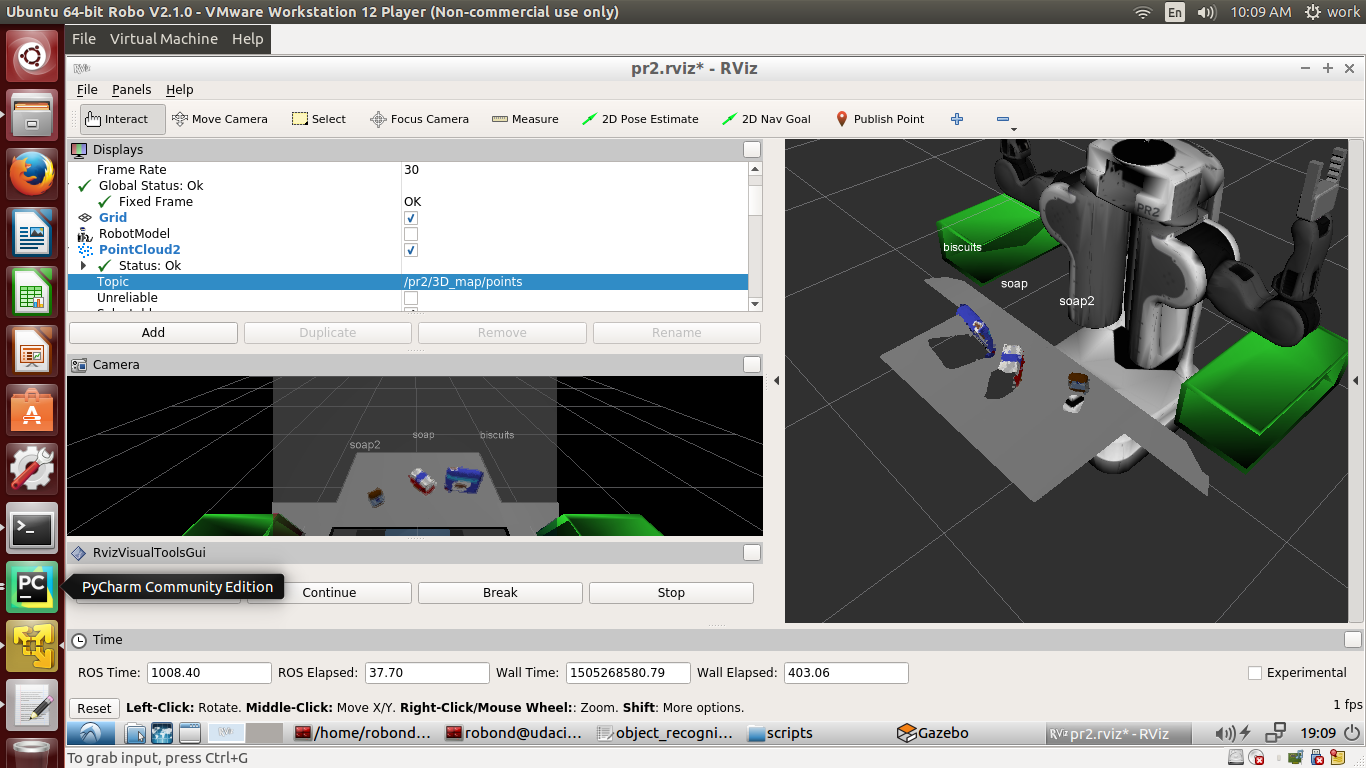 Ubuntu 64-bit Robo V2.1.0 - VMware Workstation 12 Player (Non-commercial use only)
En
10:09 AM
work
File Virtual Machine Help
RViz
pr2.rviz* - RViz
File Panels Help
Interact Move Camera Select Focus Camera Measure 2D Pose Estimate 2D Nav Goal Publish Point
Displays
Frame Rate 30
Global Status: Ok
Fixed Frame OK
Grid
RobotModel
PointCloud2
Status: Ok
Topic /pr2/3D_map/points
Unreliable
Add Duplicate Remove Rename
Camera
soap2 soap biscuits
PR2
biscuits
soap
soap2
RvizVisualToolsGui
PC
PyCharm Community Edition
Continue Break Stop
Time
ROS Time: 1008.40 ROS Elapsed: 37.70 Wall Time: 1505268580.79 Wall Elapsed: 403.06 Experimental
Reset Left-Click: Rotate. Middle-Click: Move X/Y. Right-Click/Mouse Wheel:: Zoom. Shift: More options. 1 fps
/home/robond... robond@udaci... object_recogni... scripts Gazebo pr2.rviz* - RViz 19:09
To grab input, press Ctrl+G